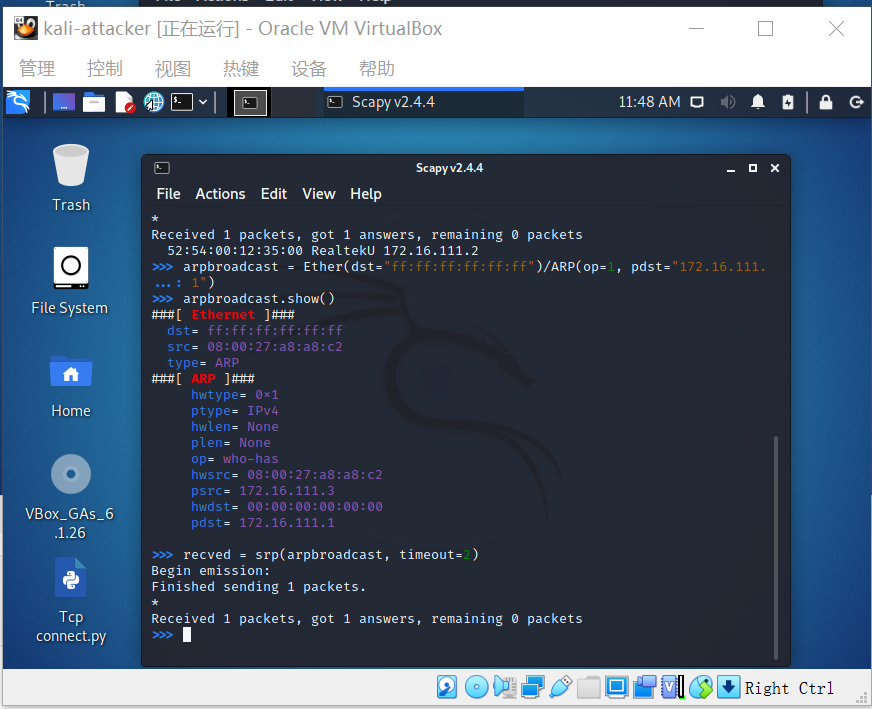 Trash
kali-attacker [正在运行] - Oracle VM VirtualBox
管理 控制 视图 热键 设备 帮助
Scapy v2.4.4
11:48 AM
Trash
File System
Home
VBox_GAs_6
.1.26
Tcp
connect.py
Scapy v2.4.4
File Actions Edit View Help
*
Received 1 packets, got 1 answers, remaining 0 packets
52:54:00:12:35:00 RealtekU 172.16.111.2
>>> arpbroadcast = Ether(dst="ff:ff:ff:ff:ff:ff")/ARP(op=1, pdst="172.16.111.
...: 1")
>>> arpbroadcast.show()
###[ Ethernet ]###
dst= ff:ff:ff:ff:ff:ff
src= 08:00:27:a8:a8:c2
type= ARP
###[ ARP ]###
hwtype= 0×1
ptype= IPv4
hwlen= None
plen= None
op= who-has
hwsrc= 08:00:27:a8:a8:c2
psrc= 172.16.111.3
hwdst= 00:00:00:00:00:00
pdst= 172.16.111.1
>>> recved = srp(arpbroadcast, timeout=2)
Begin emission:
Finished sending 1 packets.
*
Received 1 packets, got 1 answers, remaining 0 packets
>>>
Right Ctrl